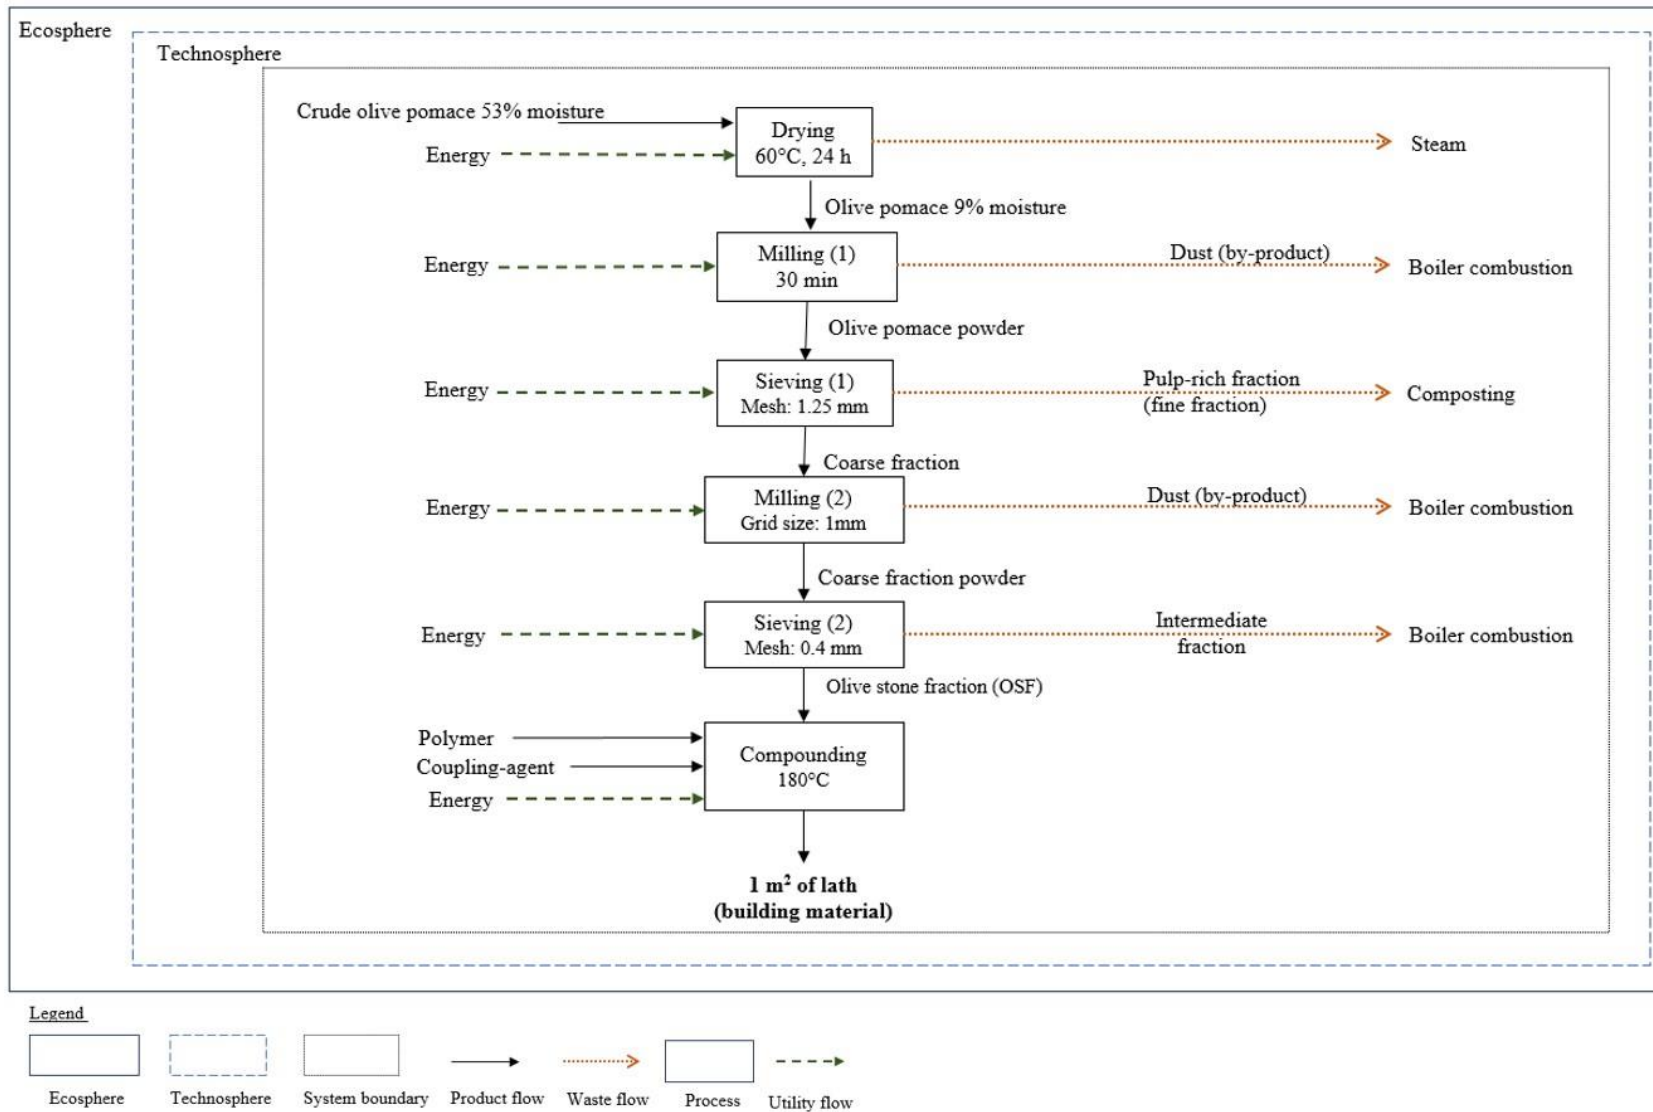 Ecosphere
Technosphere
Crude olive pomace 53% moisture
Energy
Drying
60°C, 24 h
Steam
Olive pomace 9% moisture
Energy
Milling (1)
30 min
Dust (by-product)
Boiler combustion
Olive pomace powder
Energy
Sieving (1)
Mesh: 1.25 mm
Pulp-rich fraction
(fine fraction)
Composting
Coarse fraction
Energy
Milling (2)
Grid size: 1mm
Dust (by-product)
Boiler combustion
Coarse fraction powder
Energy
Sieving (2)
Mesh: 0.4 mm
Intermediate
fraction
Boiler combustion
Olive stone fraction (OSF)
Polymer
Coupling-agent
Energy
Compounding
180°C
1 m² of lath
(building material)
Legend
Ecosphere
Technosphere
System boundary
Product flow
Waste flow
Process
Utility flow